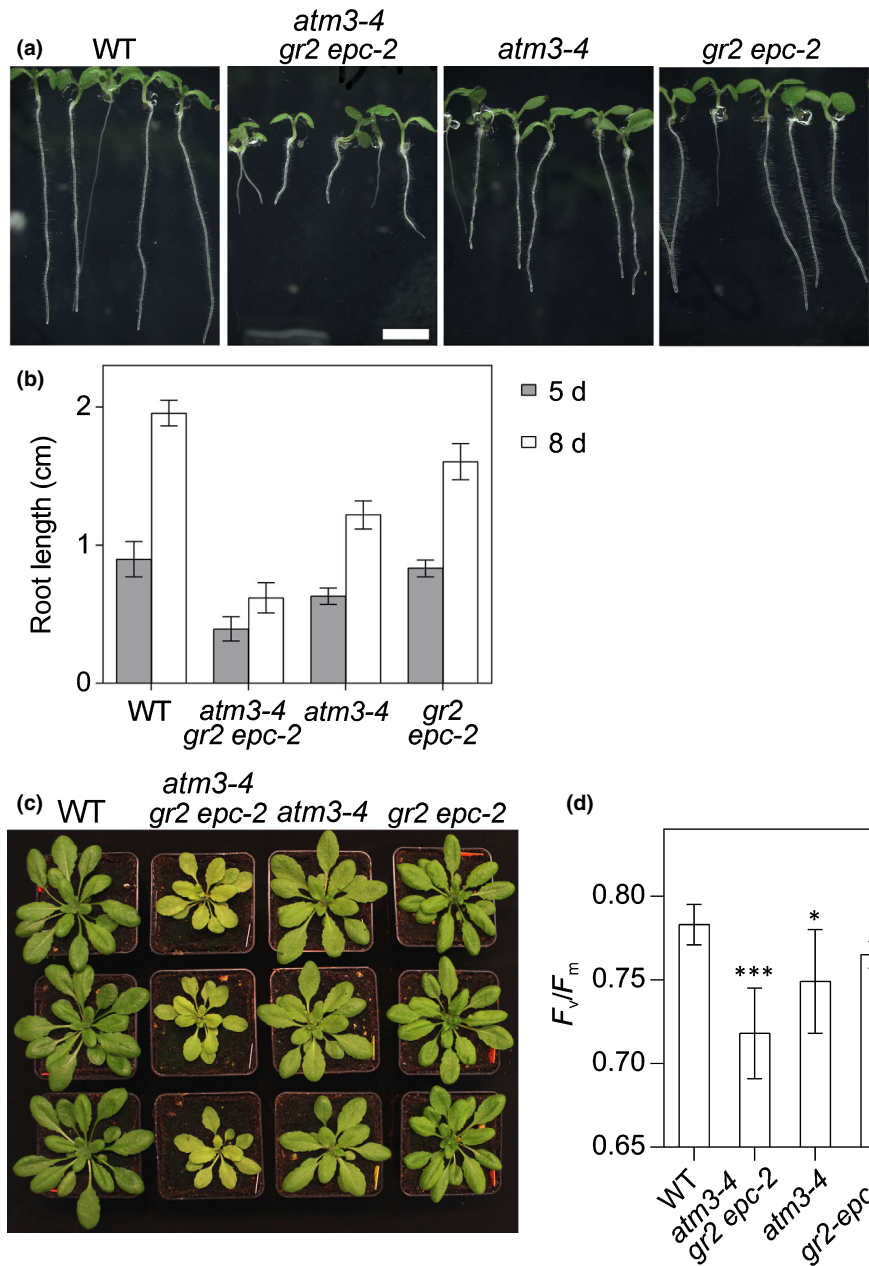 (a)
WT
atm3-4
gr2 epc-2
atm3-4
gr2 epc-2
(b)
Root length (cm)
2
1
0
5 d
8 d
WT
atm3-4
gr2 epc-2
atm3-4
gr2
epc-2
(c)
WT
atm3-4
gr2 epc-2
atm3-4
gr2 epc-2
(d)
Fv/Fm
0.80
0.75
0.70
0.65
***
*
WT
atm3-4
gr2 epc-2
atm3-4
gr2-epc